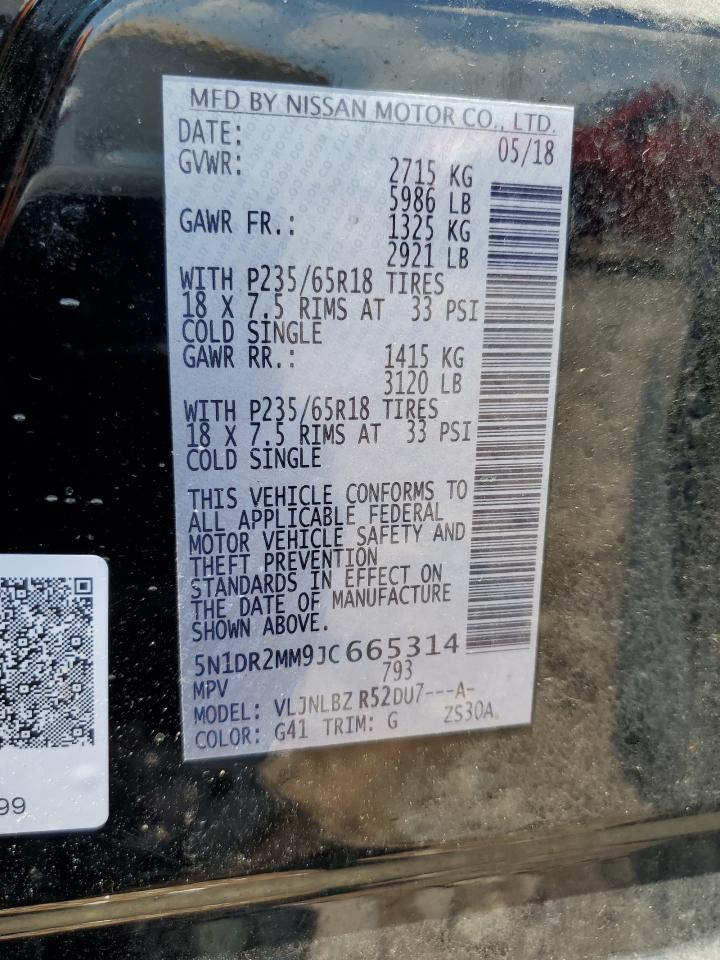 MFD BY NISSAN MOTOR CO., LTD.
DATE: 05/18
GVWR: 2715 KG
5986 LB
GAWR FR.: 1325 KG
2921 LB
WITH P235/65R18 TIRES
18 X 7.5 RIMS AT 33 PSI
COLD SINGLE
GAWR RR.: 1415 KG
3120 LB
WITH P235/65R18 TIRES
18 X 7.5 RIMS AT 33 PSI
COLD SINGLE
THIS VEHICLE CONFORMS TO
ALL APPLICABLE FEDERAL
MOTOR VEHICLE SAFETY AND
THEFT PREVENTION
STANDARDS IN EFFECT ON
THE DATE OF MANUFACTURE
SHOWN ABOVE.
5N1DR2MM9JC665314
MPV 793
MODEL: VLJNLBZ R52DU7---A-
COLOR: G41 TRIM: G ZS30A
99